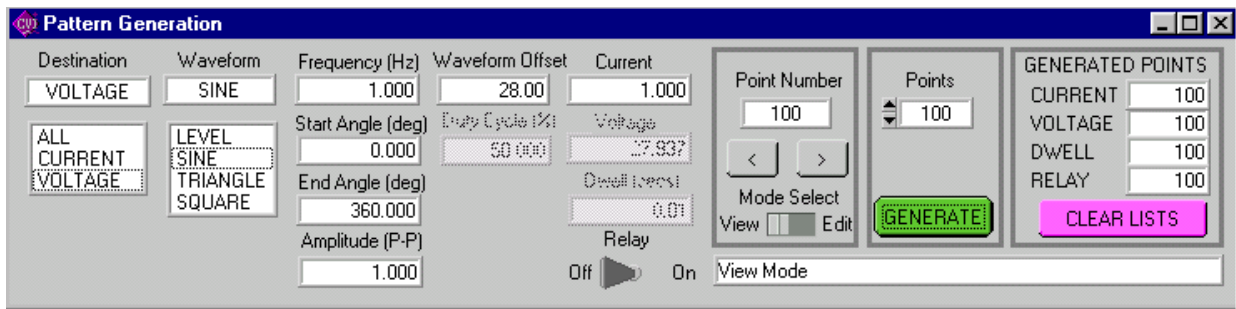 CVI Pattern Generation
Destination
VOLTAGE
ALL
CURRENT
VOLTAGE
Waveform
SINE
LEVEL
SINE
TRIANGLE
SQUARE
Frequency (Hz)
1.000
Start Angle (deg)
0.000
End Angle (deg)
360.000
Amplitude (P-P)
1.000
Waveform Offset
28.00
Duty Cycle (%)
50.000
Current
1.000
Voltage
27.937
Dwell (secs)
0.01
Relay
Off On
Point Number
100
< >
Mode Select
View Edit
Points
100
GENERATE
GENERATED POINTS
CURRENT 100
VOLTAGE 100
DWELL 100
RELAY 100
CLEAR LISTS
View Mode